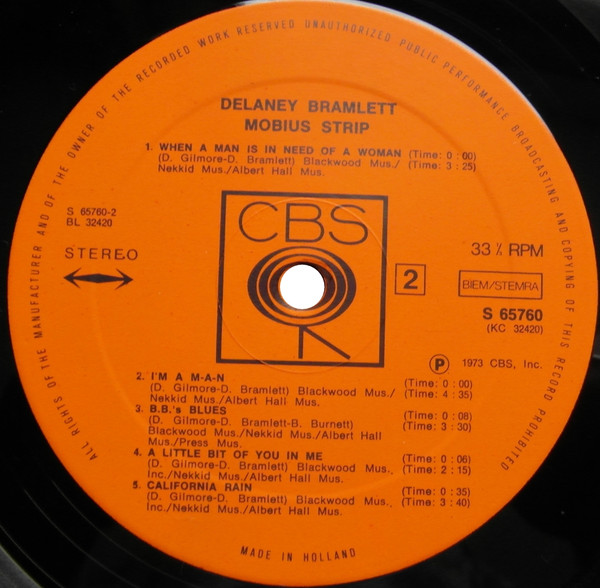 ALL RIGHTS OF THE MANUFACTURER AND OF THE OWNER OF THE RECORDED WORK RESERVED UNAUTHORIZED PUBLIC PERFORMANCE BROADCASTING AND COPYING OF THIS RECORD PROHIBITED
DELANEY BRAMLETT
MOBIUS STRIP
1. WHEN A MAN IS IN NEED OF A WOMAN (Time: 0 : 00)
(D. Gilmore-D. Bramlett) Blackwood Mus./ (Time: 3 : 25)
Nekkid Mus./Albert Hall Mus.
S 65760-2
BL 32420
STEREO
CBS
33 ⅓ RPM
2
BIEM/STEMRA
S 65760
(KC 32420)
Ⓟ 1973 CBS, Inc.
2. I'M A M-A-N (Time: 0 : 00)
(D. Gilmore-D. Bramlett) Blackwood Mus./ (Time: 4 : 35)
Nekkid Mus./Albert Hall Mus.
3. B.B.'s BLUES (Time: 0 : 08)
(D. Gilmore-D. Bramlett-B. Burnett) (Time: 3 : 30)
Blackwood Mus./Nekkid Mus./Albert Hall
Mus./Press Mus.
4. A LITTLE BIT OF YOU IN ME (Time: 0 : 06)
(D. Gilmore-D. Bramlett) Blackwood Mus., (Time: 2 : 15)
Inc./Nekkid Mus./Albert Hall Mus.
5. CALIFORNIA RAIN (Time: 0 : 35)
(D. Gilmore-D. Bramlett) Blackwood Mus., (Time: 3 : 40)
Inc./Nekkid Mus./Albert Hall Mus.
MADE IN HOLLAND